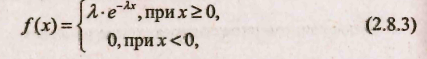 f(x) = { λ · e^{-λx}, при x ≥ 0,     (2.8.3)
0, при x < 0,